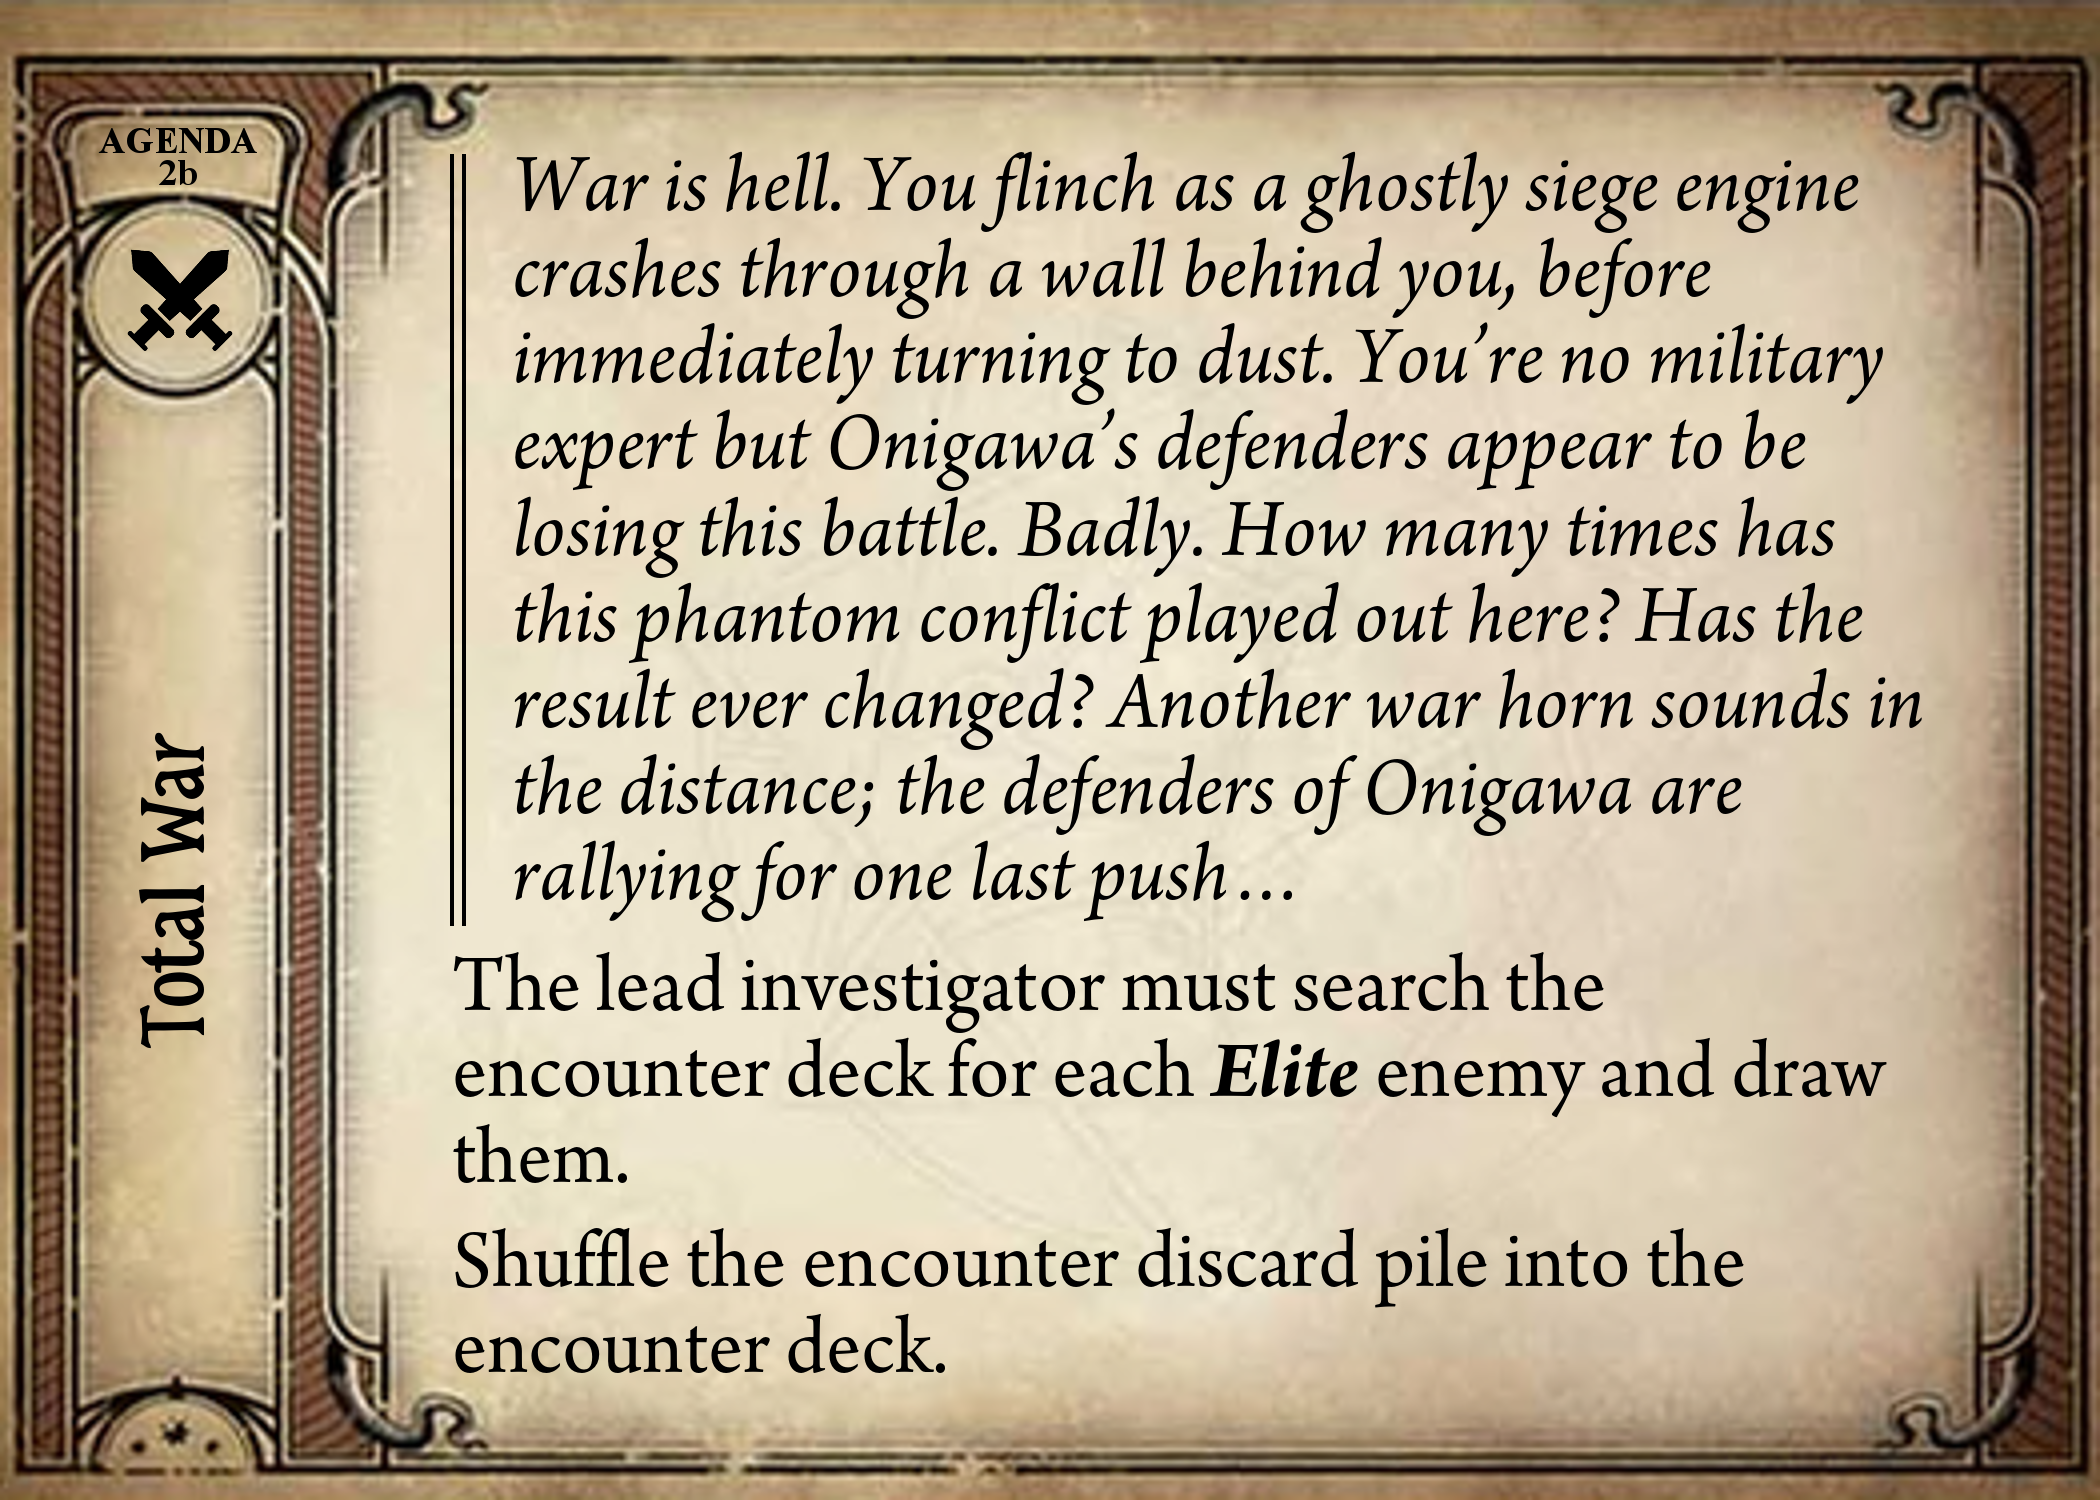 AGENDA
2b
Total War
War is hell. You flinch as a ghostly siege engine
crashes through a wall behind you, before
immediately turning to dust. You’re no military
expert but Onigawa’s defenders appear to be
losing this battle. Badly. How many times has
this phantom conflict played out here? Has the
result ever changed? Another war horn sounds in
the distance; the defenders of Onigawa are
rallying for one last push…
The lead investigator must search the
encounter deck for each Elite enemy and draw
them.
Shuffle the encounter discard pile into the
encounter deck.